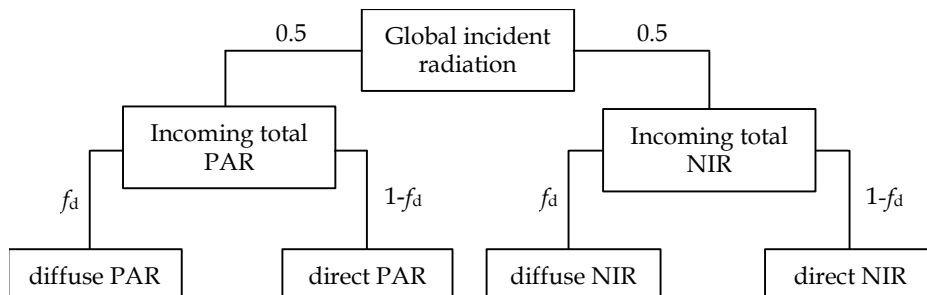 0.5
Global incident
radiation
0.5
Incoming total
PAR
Incoming total
NIR
fd
1-fd
fd
1-fd
diffuse PAR
direct PAR
diffuse NIR
direct NIR